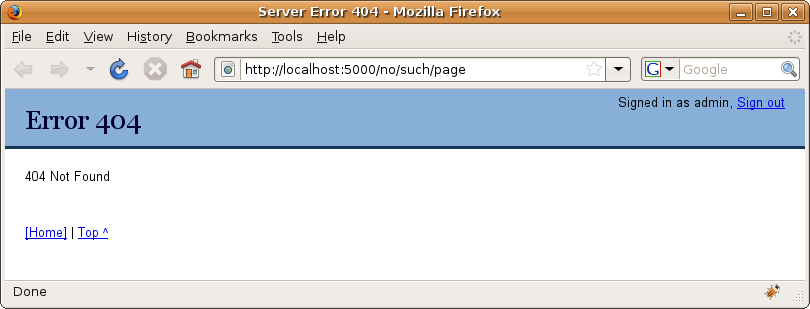 Server Error 404 - Mozilla Firefox
File Edit View History Bookmarks Tools Help
http://localhost:5000/no/such/page G Google
Signed in as admin, Sign out
Error 404
404 Not Found
[Home] | Top ^
Done